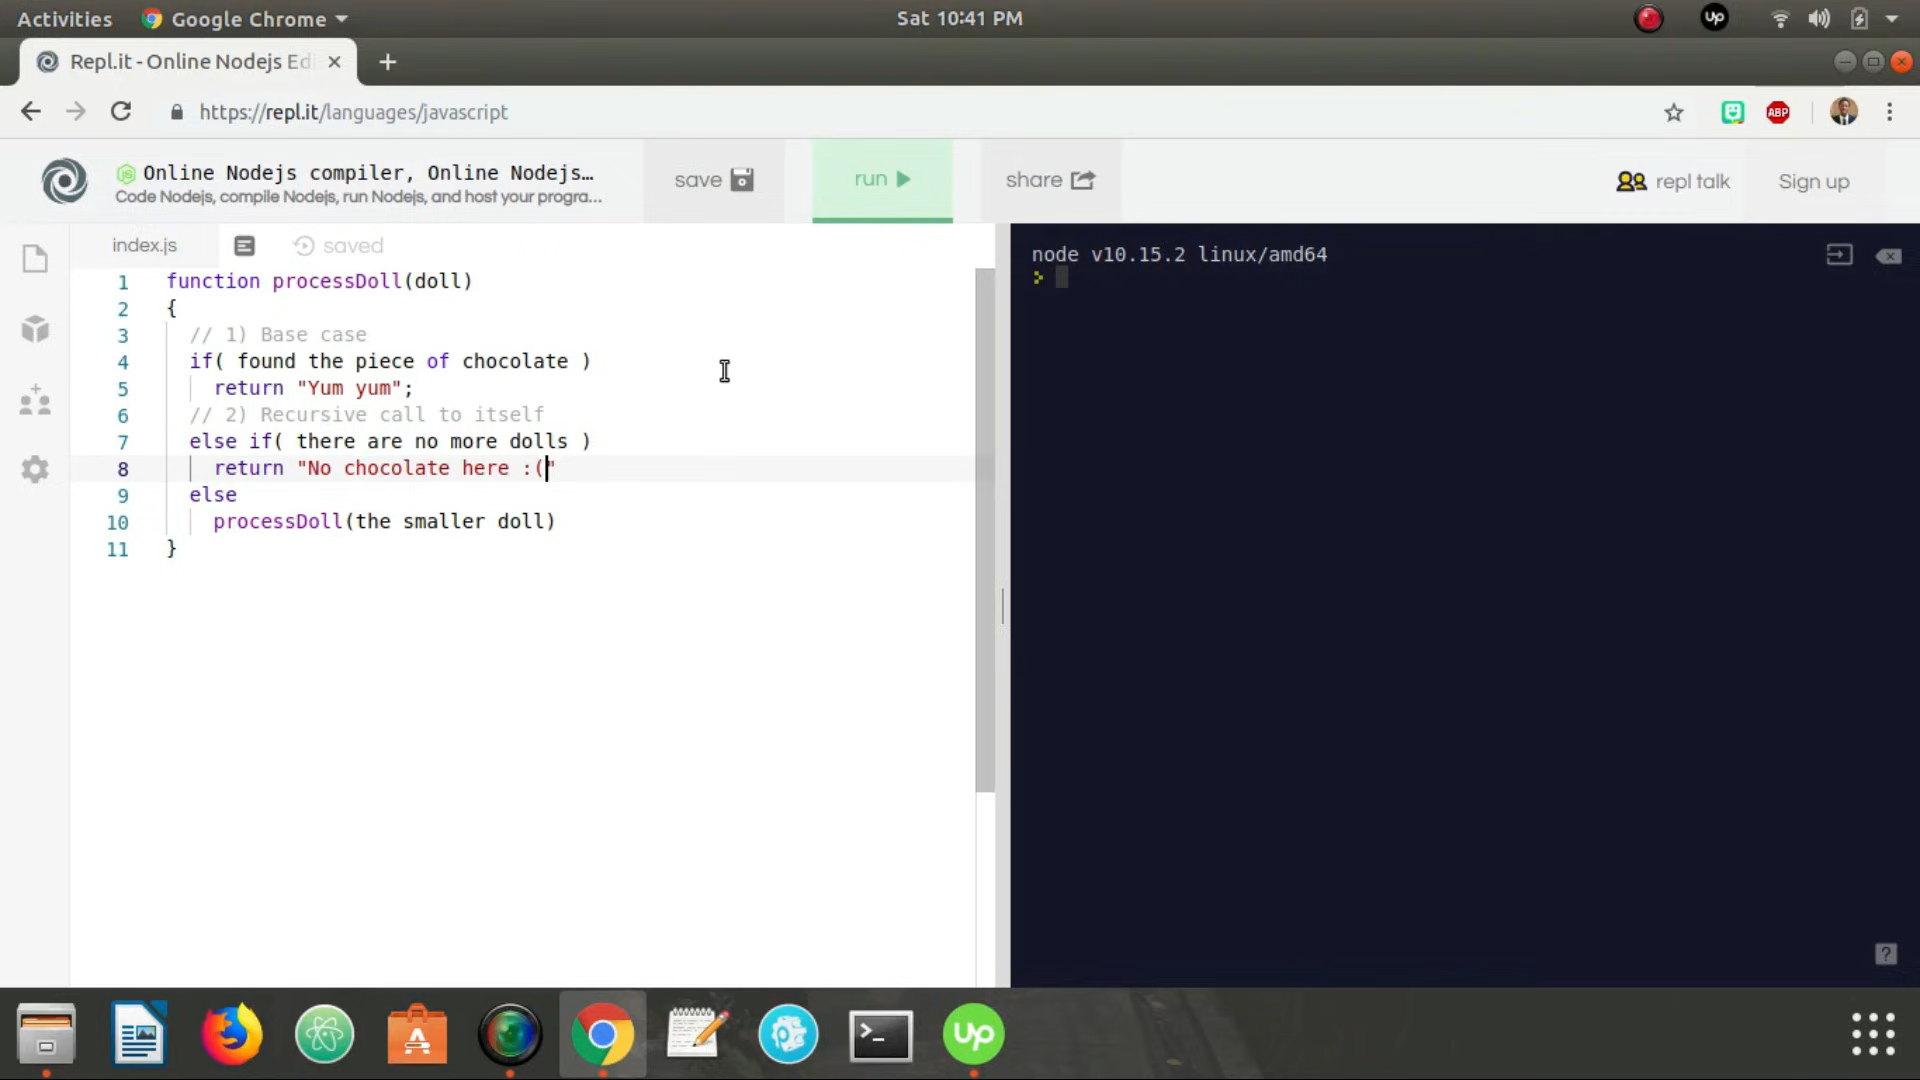 Activities Google Chrome Sat 10:41 PM up
Repl.it - Online Nodejs Ed
https://repl.it/languages/javascript ABP
JS Online Nodejs compiler, Online Nodejs…
Code Nodejs, compile Nodejs, run Nodejs, and host your progra…
save run share repl talk Sign up
index.js saved
node v10.15.2 linux/amd64
>
1 function processDoll(doll)
2 {
3 // 1) Base case
4 if( found the piece of chocolate )
5 return "Yum yum";
6 // 2) Recursive call to itself
7 else if( there are no more dolls )
8 return "No chocolate here :("
9 else
10 processDoll(the smaller doll)
11 }
?
A >_ up